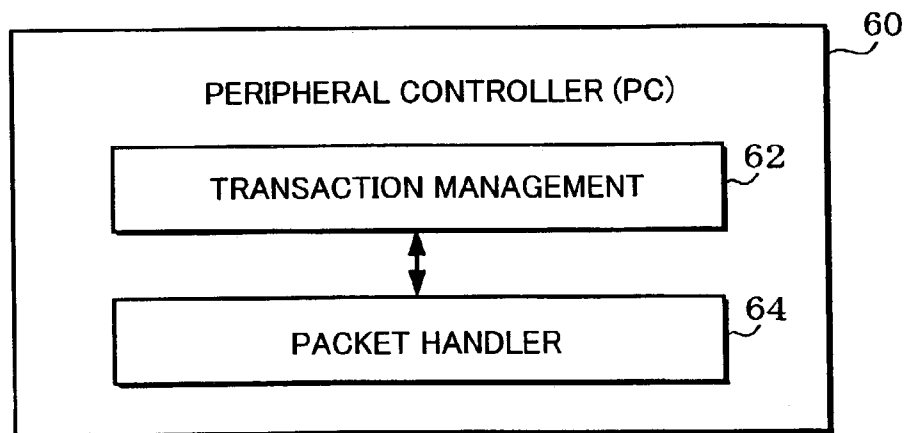 60
PERIPHERAL CONTROLLER (PC)
62
TRANSACTION MANAGEMENT
64
PACKET HANDLER